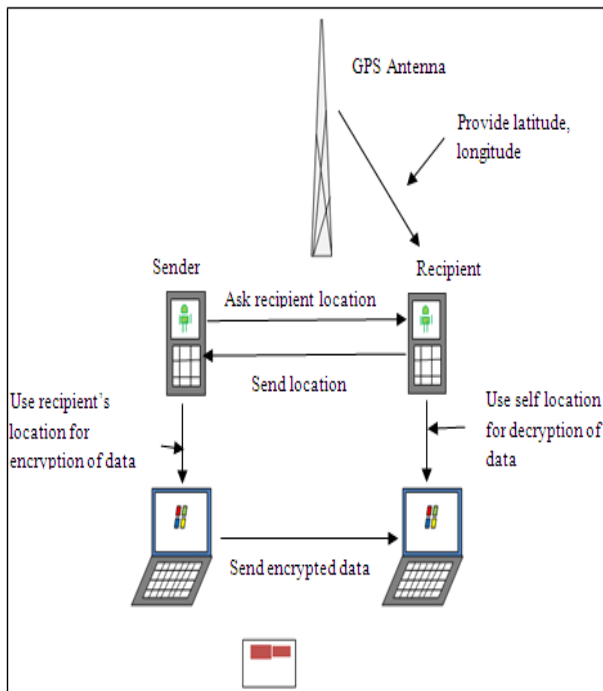 GPS Antenna
Provide latitude,
longitude
Sender
Recipient
Ask recipient location
Send location
Use recipient's
location for
encryption of data
Use self location
for decryption of
data
Send encrypted data